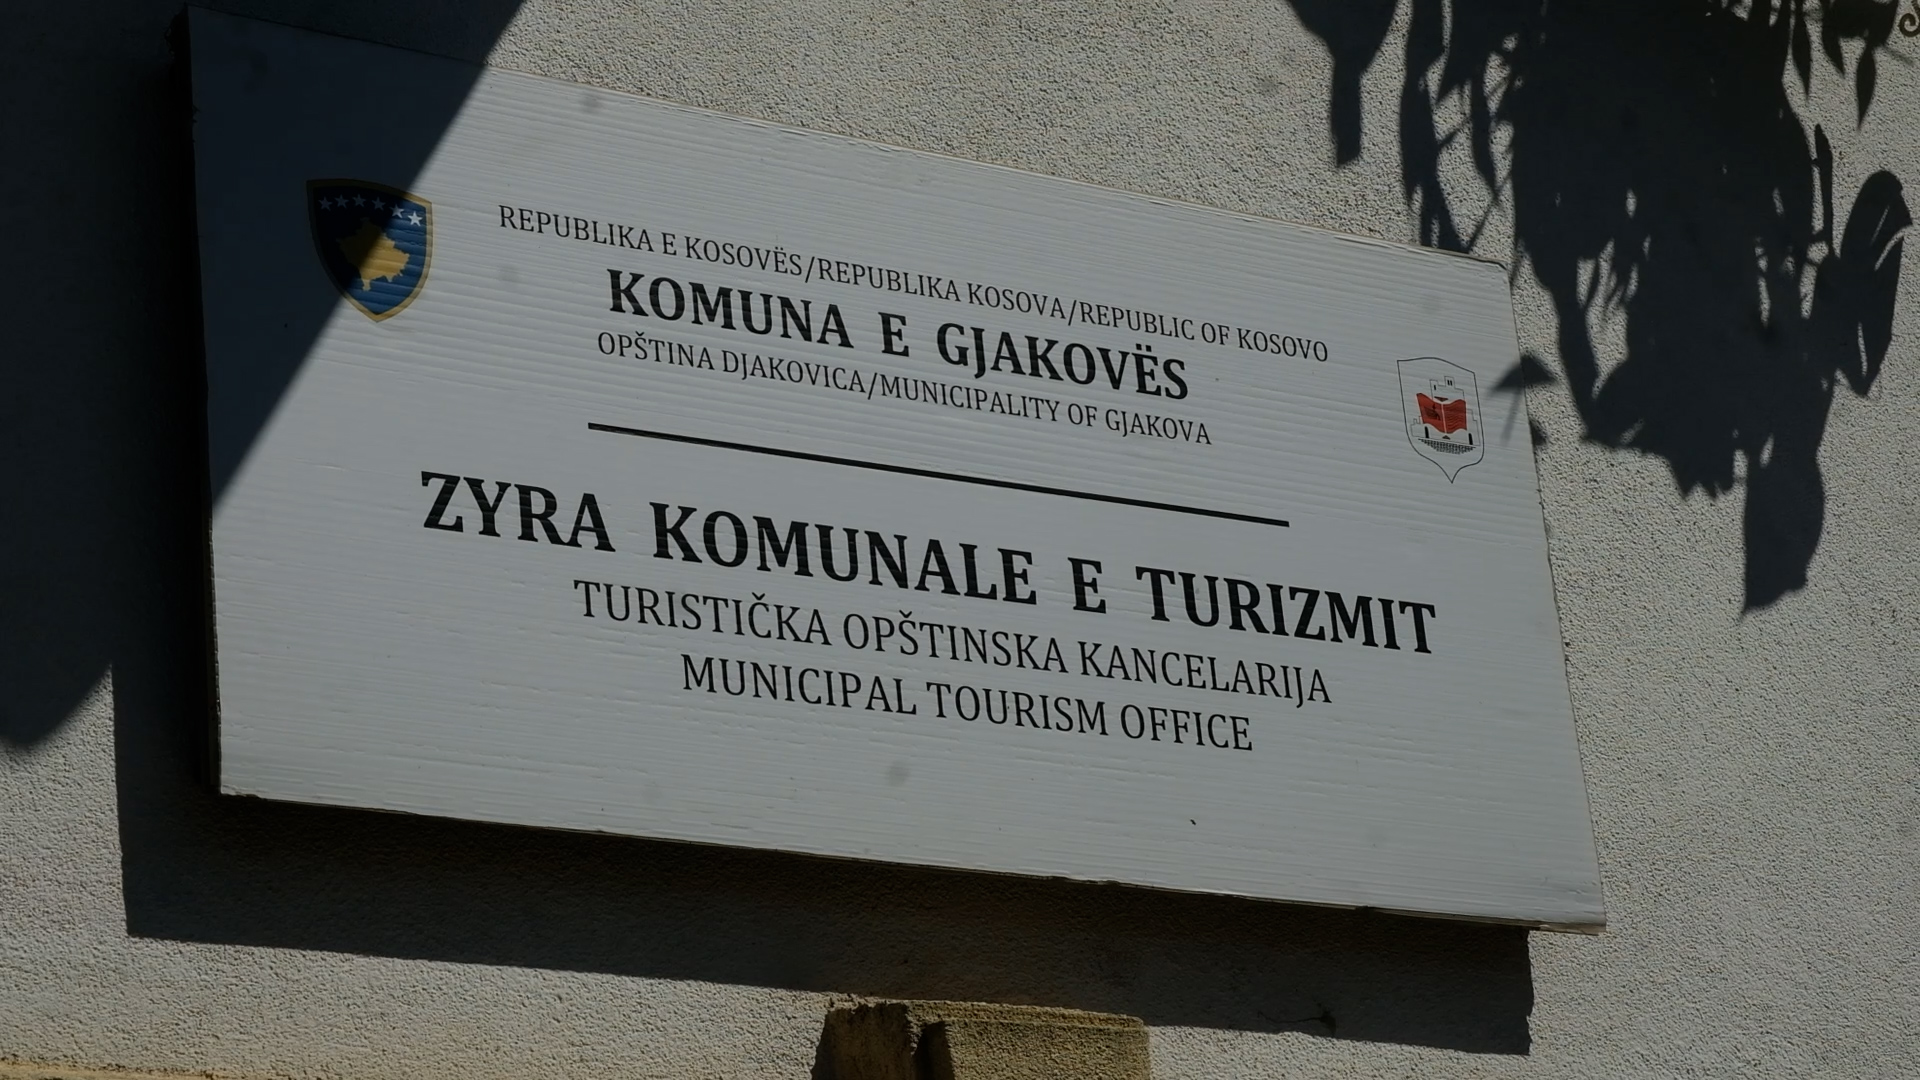 REPUBLIKA E KOSOVËS/REPUBLIKA KOSOVA/REPUBLIC OF KOSOVO
KOMUNA E GJAKOVËS
OPŠTINA DJAKOVICA/MUNICIPALITY OF GJAKOVA
ZYRA KOMUNALE E TURIZMIT
TURISTIČKA OPŠTINSKA KANCELARIJA
MUNICIPAL TOURISM OFFICE